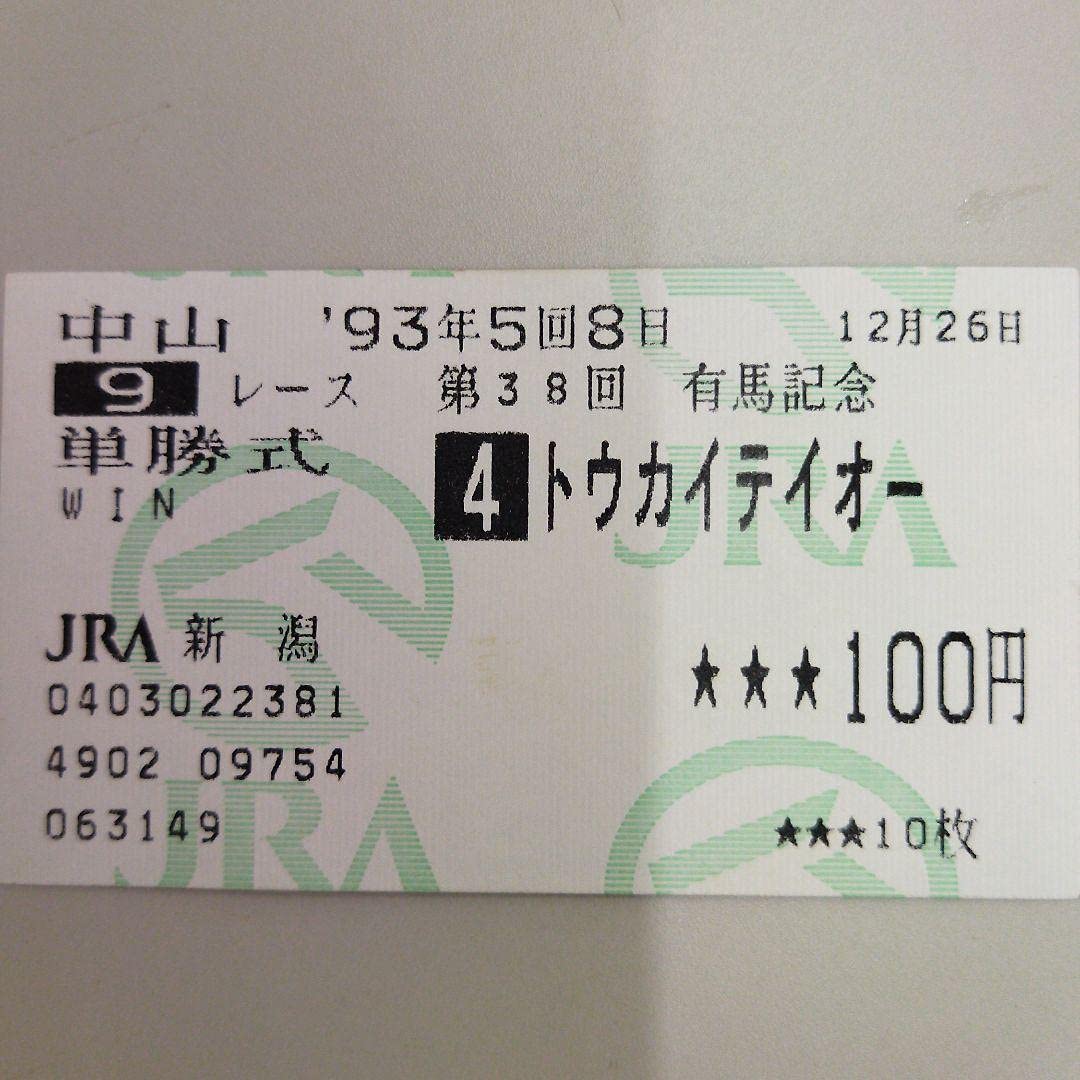 中山 '93年5回8日 12月26日
9 レース 第38回 有馬記念
単勝式 4 トウカイテイオー
WIN
JRA
JRA 新潟
★★★100円
0403022381
4902 09754
063149
★★★10枚
JRA